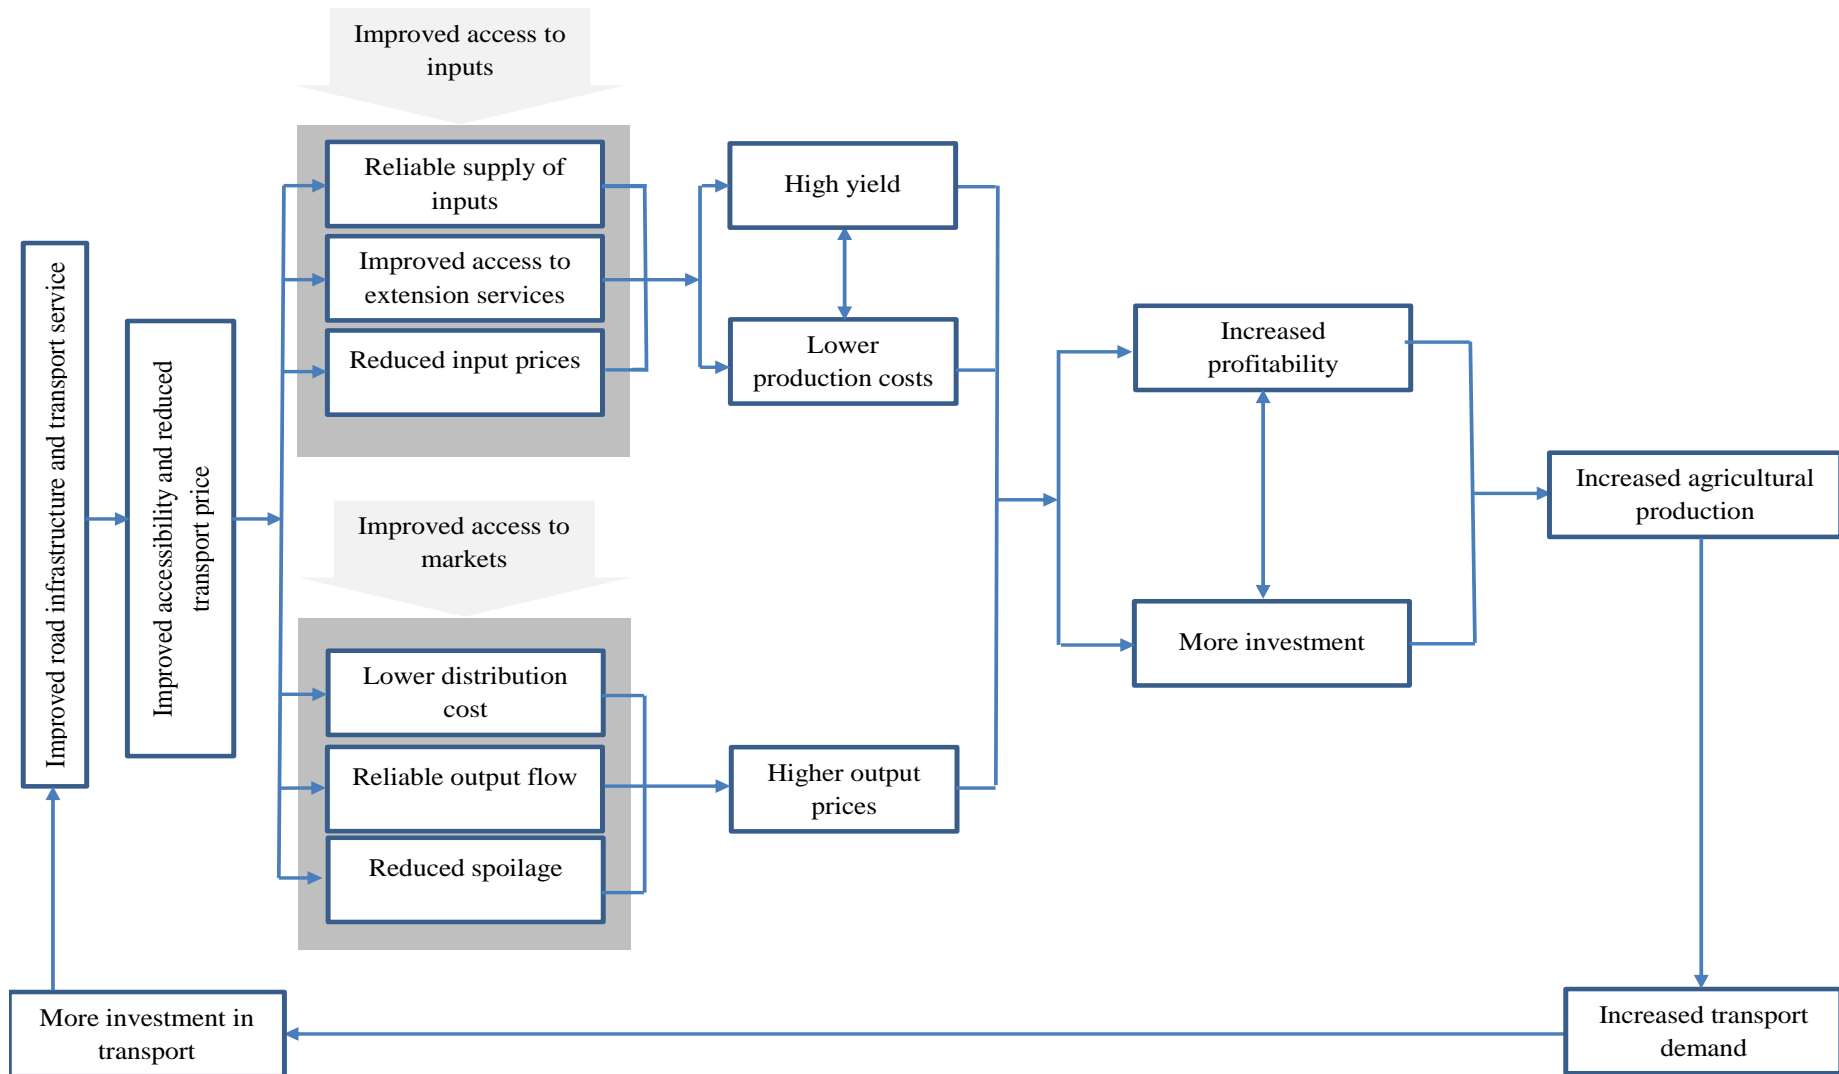 Improved road infrastructure and transport service
Improved accessibility and reduced
transport price
Improved access to
inputs
Reliable supply of
inputs
Improved access to
extension services
Reduced input prices
Improved access to
markets
Lower distribution
cost
Reliable output flow
Reduced spoilage
High yield
Lower
production costs
Higher output
prices
Increased
profitability
More investment
Increased agricultural
production
Increased transport
demand
More investment in
transport